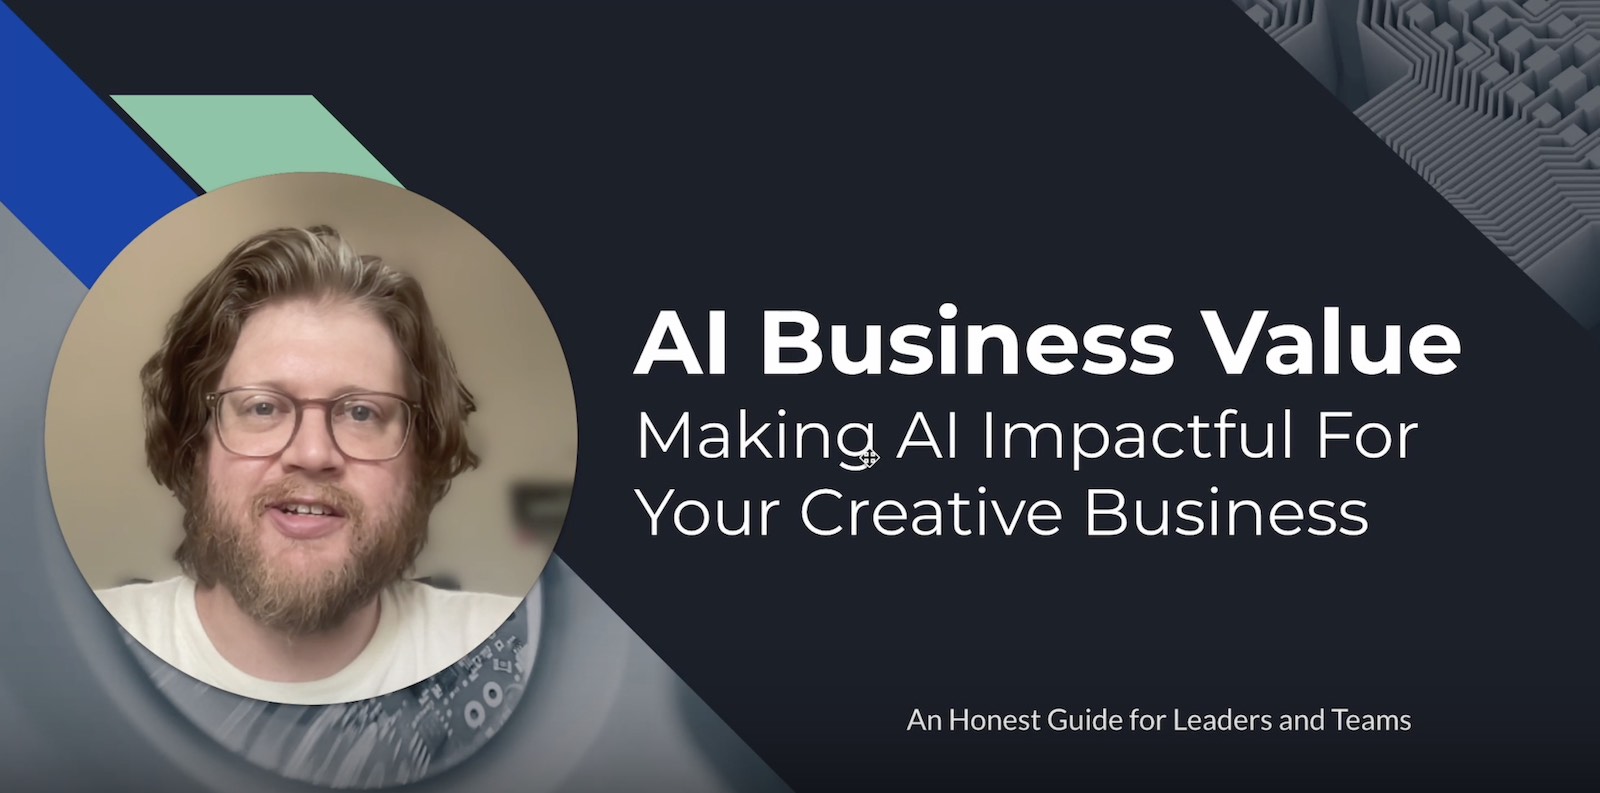 AI Business Value
Making AI Impactful For
Your Creative Business
An Honest Guide for Leaders and Teams